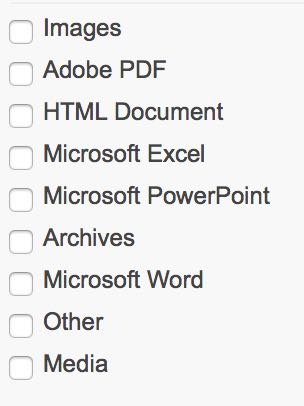 Images
Adobe PDF
HTML Document
Microsoft Excel
Microsoft PowerPoint
Archives
Microsoft Word
Other
Media